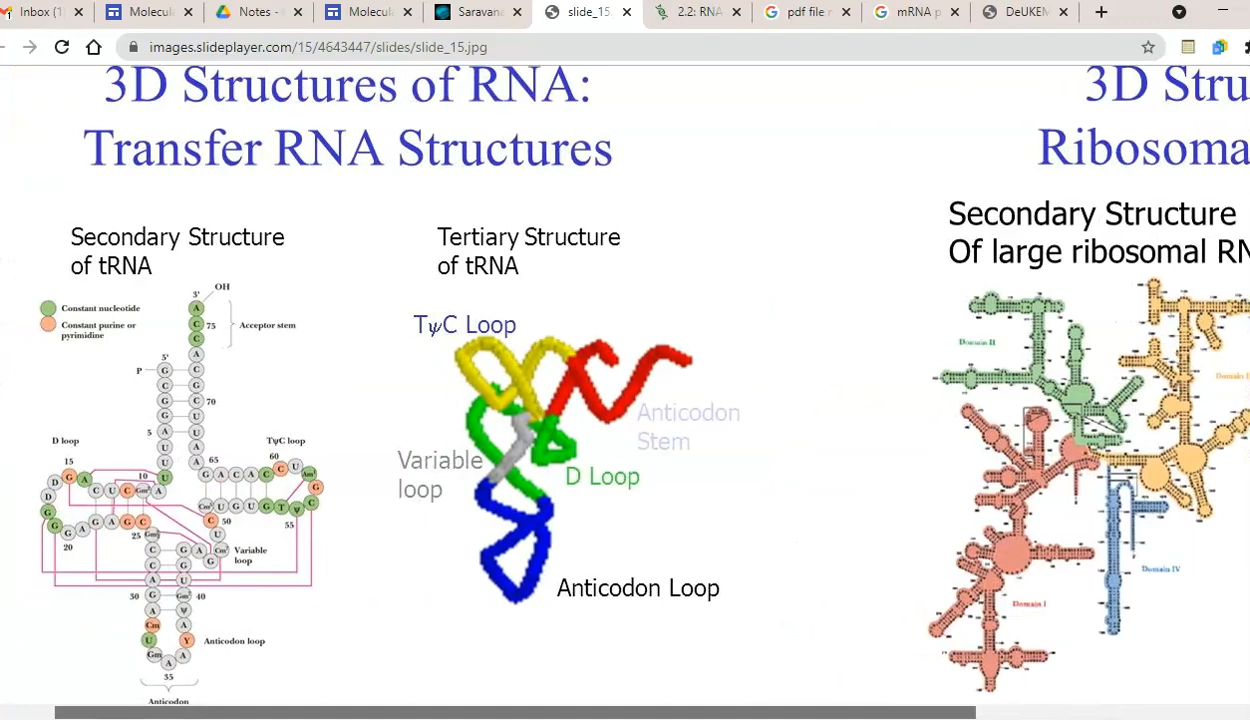 Inbox (1)
Molecul
Notes -
Molecul
Saravan
slide_15.
2.2: RNA
pdf file r
mRNA p
DeUKEM
images.slideplayer.com/15/4643447/slides/slide_15.jpg
3D Structures of RNA:
Transfer RNA Structures
3D Stru
Ribosoma
Secondary Structure
of tRNA
Tertiary Structure
of tRNA
Secondary Structure
Of large ribosomal RN
Constant nucleotide
Constant purine or
pyrimidine
OH
3'
75
Acceptor stem
5'
P
70
5
D loop
15
10
65
TψC loop
60
20
25
50
55
Variable
loop
30
40
Anticodon loop
35
Anticodon
TψC Loop
Anticodon
Stem
Variable
loop
D Loop
Anticodon Loop
Domain II
Domain IV
Domain I